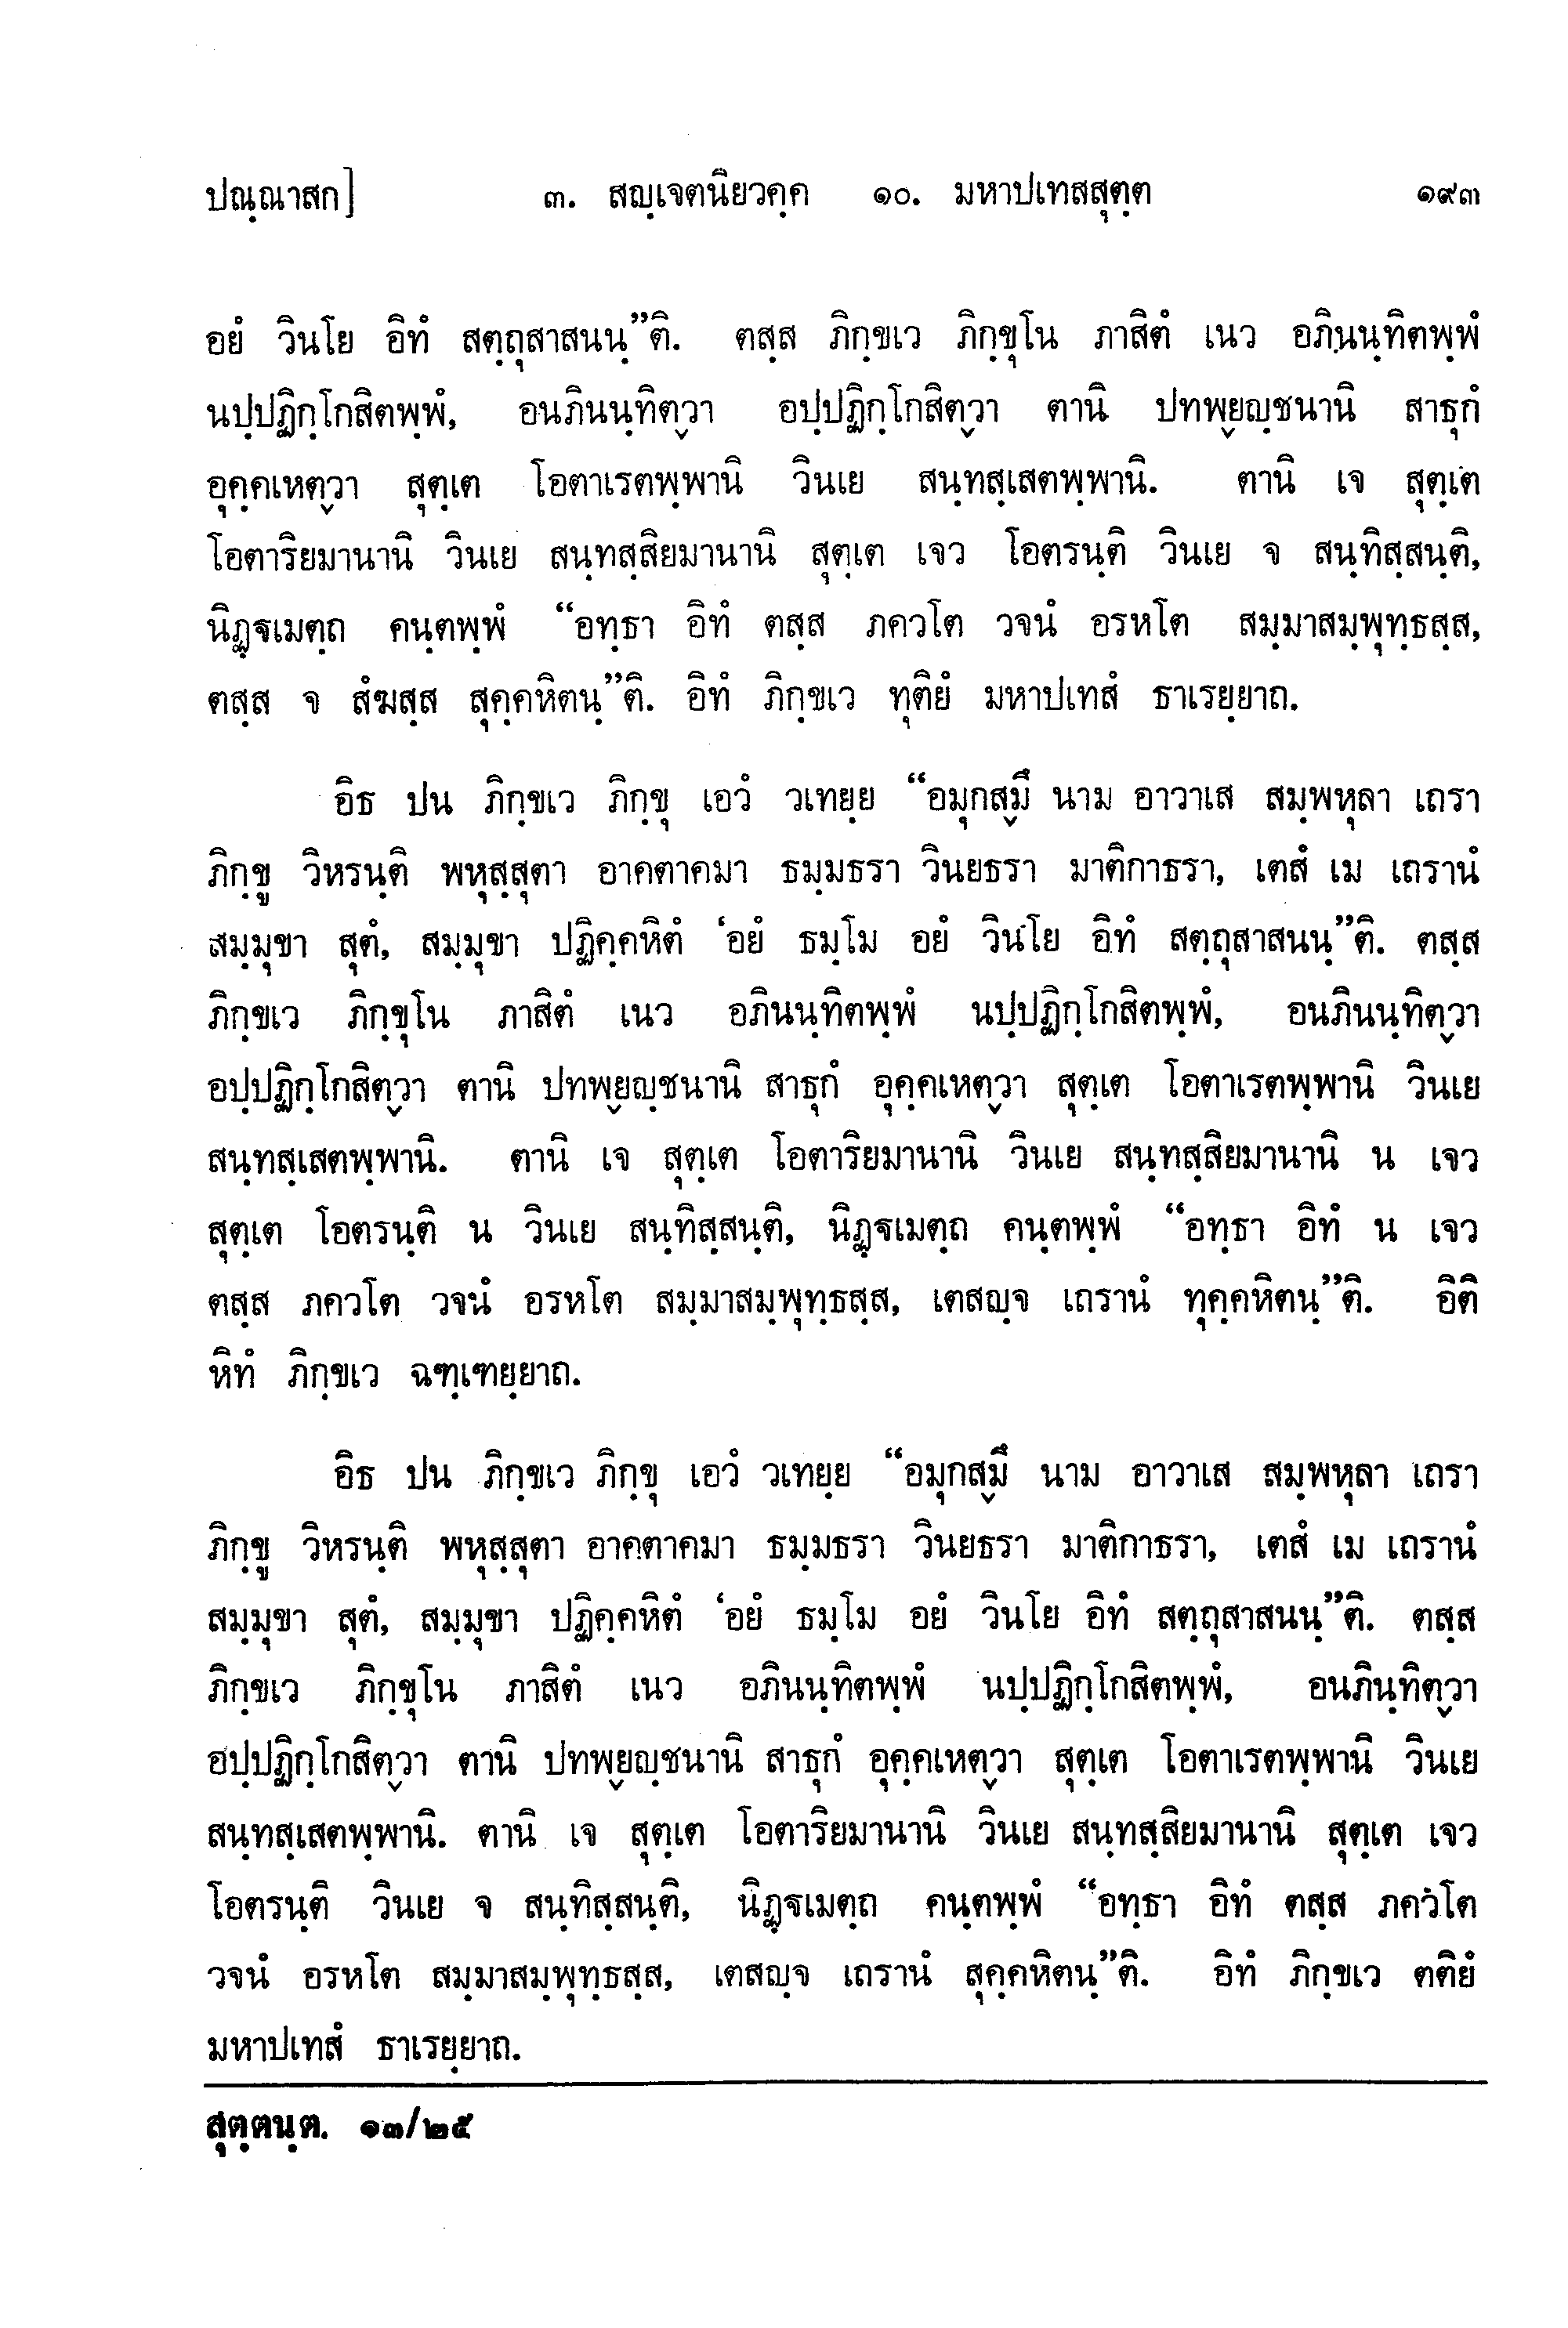 ปณฺณาสก] ๓. สญฺเจตนิยวคฺค ๑๐. มหาปเทสสุตฺต ๑๙๓
อยํ วินโย อิทํ สตฺถุสาสนนฺ”ติ. ตสฺส ภิกฺขเว ภิกฺขุโน ภาสิตํ เนว อภินนฺทิตพฺพํ
นปฺปฏิกฺโกสิตพฺพํ, อนภินนฺทิตฺวา อปฺปฏิกฺโกสิตฺวา ตานิ ปทพฺยญฺชนานิ สาธุกํ
อุคฺคเหตฺวา สุตฺเต โอตาเรตพฺพานิ วินเย สนฺทสฺเสตพฺพานิ. ตานิ เจ สุตฺเต
โอตาริยมานานิ วินเย สนฺทสฺสิยมานานิ สุตฺเต เจว โอตรนฺติ วินเย จ สนฺทิสฺสนฺติ,
นิฏฺฐเมตฺถ คนฺตพฺพํ “อทฺธา อิทํ ตสฺส ภควโต วจนํ อรหโต สมฺมาสมฺพุทฺธสฺส,
ตสฺส จ สํฆสฺส สุคฺคหิตนฺ”ติ. อิทํ ภิกฺขเว ทุติยํ มหาปเทสํ ธาเรยฺยาถ.
อิธ ปน ภิกฺขเว ภิกฺขุ เอวํ วเทยฺย “อมุกสฺมึ นาม อาวาเส สมฺพหุลา เถรา
ภิกฺขู วิหรนฺติ พหุสฺสุตา อาคตาคมา ธมฺมธรา วินยธรา มาติกาธรา, เตสํ เม เถรานํ
สมฺมุขา สุตํ, สมฺมุขา ปฏิคฺคหิตํ ‘อยํ ธมฺโม อยํ วินโย อิทํ สตฺถุสาสนนฺ”ติ. ตสฺส
ภิกฺขเว ภิกฺขุโน ภาสิตํ เนว อภินนฺทิตพฺพํ นปฺปฏิกฺโกสิตพฺพํ, อนภินนฺทิตฺวา
อปฺปฏิกฺโกสิตฺวา ตานิ ปทพฺยญฺชนานิ สาธุกํ อุคฺคเหตฺวา สุตฺเต โอตาเรตพฺพานิ วินเย
สนฺทสฺเสตพฺพานิ. ตานิ เจ สุตฺเต โอตาริยมานานิ วินเย สนฺทสฺสิยมานานิ น เจว
สุตฺเต โอตรนฺติ น วินเย สนฺทิสฺสนฺติ, นิฏฺฐเมตฺถ คนฺตพฺพํ “อทฺธา อิทํ น เจว
ตสฺส ภควโต วจนํ อรหโต สมฺมาสมฺพุทฺธสฺส, เตสญฺจ เถรานํ ทุคฺคหิตนฺ”ติ. อิติ
หิทํ ภิกฺขเว ฉฑฺเฑยฺยาถ.
อิธ ปน ภิกฺขเว ภิกฺขุ เอวํ วเทยฺย “อมุกสฺมึ นาม อาวาเส สมฺพหุลา เถรา
ภิกฺขู วิหรนฺติ พหุสฺสุตา อาคตาคมา ธมฺมธรา วินยธรา มาติกาธรา, เตสํ เม เถรานํ
สมฺมุขา สุตํ, สมฺมุขา ปฏิคฺคหิตํ ‘อยํ ธมฺโม อยํ วินโย อิทํ สตฺถุสาสนนฺ”ติ. ตสฺส
ภิกฺขเว ภิกฺขุโน ภาสิตํ เนว อภินนฺทิตพฺพํ นปฺปฏิกฺโกสิตพฺพํ, อนภินฺทิตฺวา
อปฺปฏิกฺโกสิตฺวา ตานิ ปทพฺยญฺชนานิ สาธุกํ อุคฺคเหตฺวา สุตฺเต โอตาเรตพฺพานิ วินเย
สนฺทสฺเสตพฺพานิ. ตานิ เจ สุตฺเต โอตาริยมานานิ วินเย สนฺทสฺสิยมานานิ สุตฺเต เจว
โอตรนฺติ วินเย จ สนฺทิสฺสนฺติ, นิฏฺฐเมตฺถ คนฺตพฺพํ “อทฺธา อิทํ ตสฺส ภควโต
วจนํ อรหโต สมฺมาสมฺพุทฺธสฺส, เตสญฺจ เถรานํ สุคฺคหิตนฺ”ติ. อิทํ ภิกฺขเว ตติยํ
มหาปเทสํ ธาเรยฺยาถ.
สุตฺตนฺต. ๑๓/๒๕